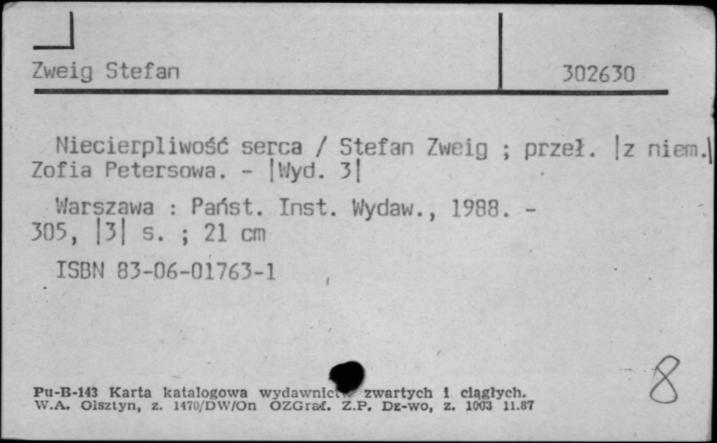 Zweig Stefan 302630
Niecierpliwość serca / Stefan Zweig ; przeł. |z niem.|
Zofia Petersowa. - |Wyd. 3|
Warszawa : Państ. Inst. Wydaw., 1988. -
305, |3| s. ; 21 cm
ISBN 83-06-01763-1
8
Pu-B-143 Karta katalogowa wydawnictw zwartych i ciągłych.
W.A. Olsztyn, z. 1470/DW/On OZGraf. Z.P. Dz-wo, z. 1003 11.87